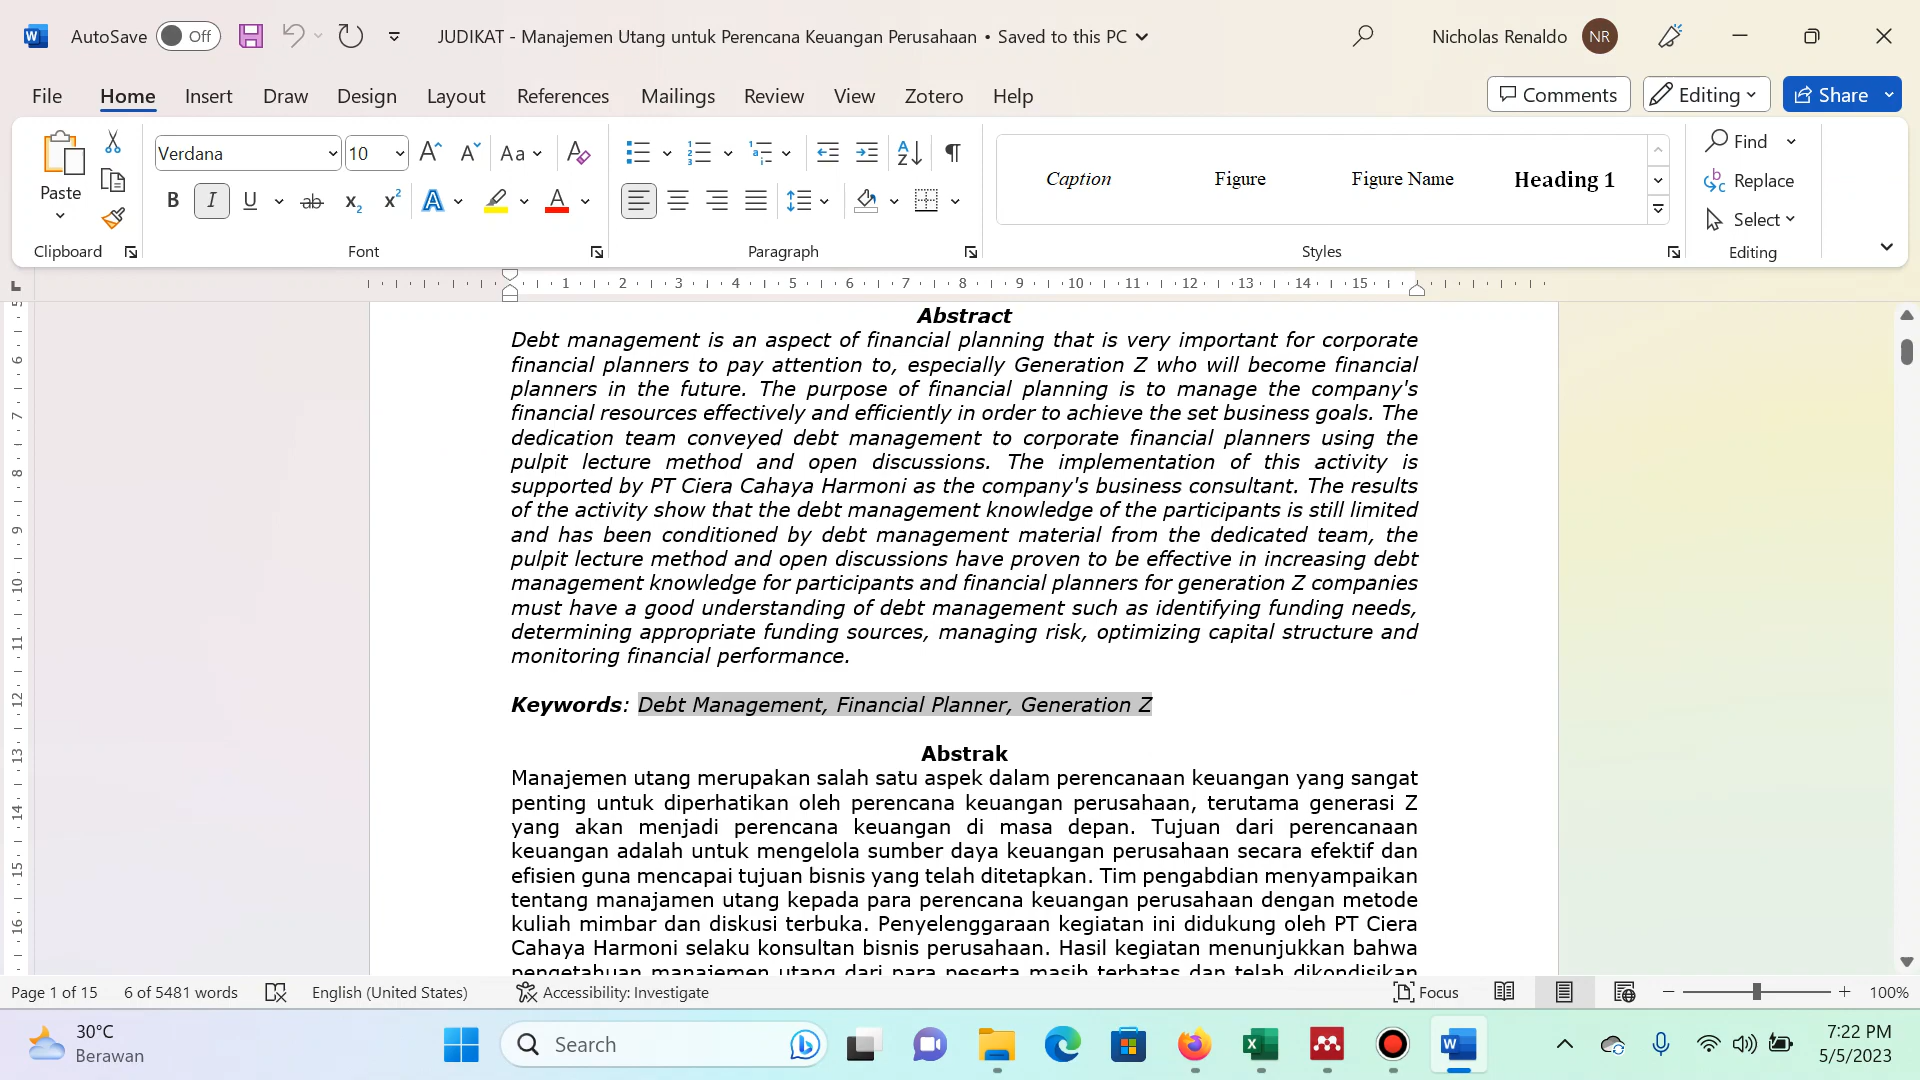 AutoSave Off JUDIKAT - Manajemen Utang untuk Perencana Keuangan Perusahaan • Saved to this PC Nicholas Renaldo NR
File Home Insert Draw Design Layout References Mailings Review View Zotero Help Comments Editing Share
Paste Verdana 10 Aa Caption Figure Figure Name Heading 1 Find
Replace
Select
Clipboard Font Paragraph Styles Editing
1 2 3 4 5 6 7 8 9 10 11 12 13 14 15
Abstract
Debt management is an aspect of financial planning that is very important for corporate
financial planners to pay attention to, especially Generation Z who will become financial
planners in the future. The purpose of financial planning is to manage the company's
financial resources effectively and efficiently in order to achieve the set business goals. The
dedication team conveyed debt management to corporate financial planners using the
pulpit lecture method and open discussions. The implementation of this activity is
supported by PT Ciera Cahaya Harmoni as the company's business consultant. The results
of the activity show that the debt management knowledge of the participants is still limited
and has been conditioned by debt management material from the dedicated team, the
pulpit lecture method and open discussions have proven to be effective in increasing debt
management knowledge for participants and financial planners for generation Z companies
must have a good understanding of debt management such as identifying funding needs,
determining appropriate funding sources, managing risk, optimizing capital structure and
monitoring financial performance.
Keywords: Debt Management, Financial Planner, Generation Z
Abstrak
Manajemen utang merupakan salah satu aspek dalam perencanaan keuangan yang sangat
penting untuk diperhatikan oleh perencana keuangan perusahaan, terutama generasi Z
yang akan menjadi perencana keuangan di masa depan. Tujuan dari perencanaan
keuangan adalah untuk mengelola sumber daya keuangan perusahaan secara efektif dan
efisien guna mencapai tujuan bisnis yang telah ditetapkan. Tim pengabdian menyampaikan
tentang manajamen utang kepada para perencana keuangan perusahaan dengan metode
kuliah mimbar dan diskusi terbuka. Penyelenggaraan kegiatan ini didukung oleh PT Ciera
Cahaya Harmoni selaku konsultan bisnis perusahaan. Hasil kegiatan menunjukkan bahwa
pengetahuan manajemen utang dari para peserta masih terbatas dan telah dikondisikan
Page 1 of 15 6 of 5481 words English (United States) Accessibility: Investigate Focus 100%
30°C
Berawan
Search
7:22 PM
5/5/2023